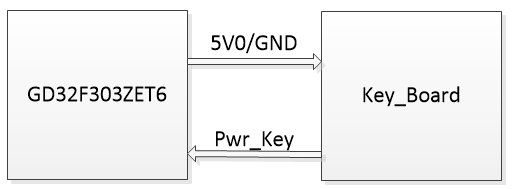 5V0/GND
GD32F303ZET6
Key_Board
Pwr_Key